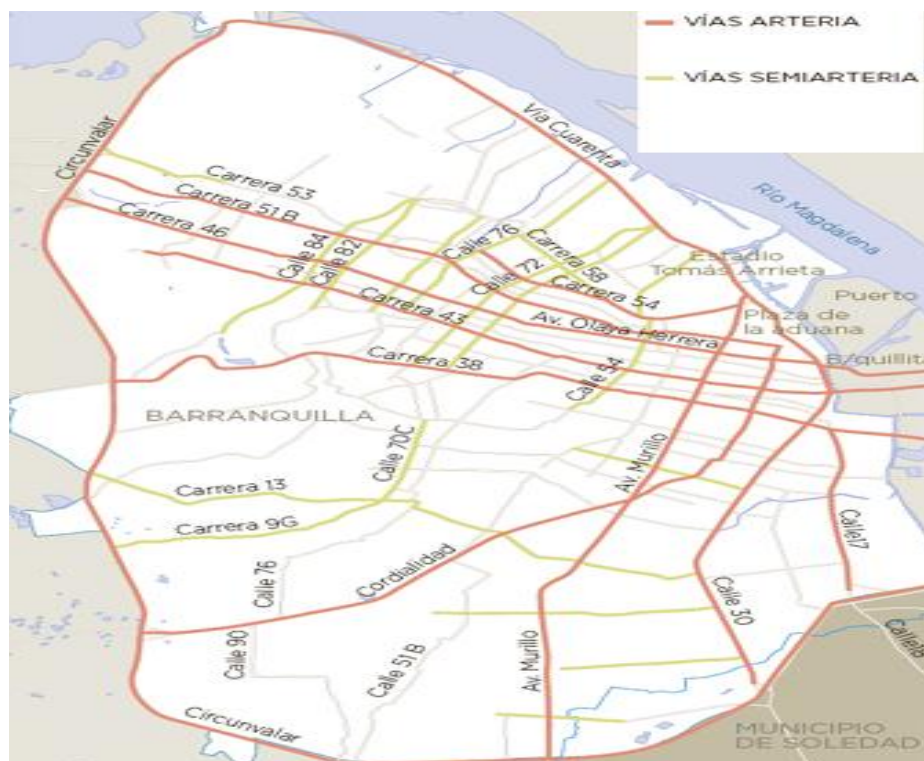 VÍAS ARTERIA
VÍAS SEMIARTERIA
Vía Cuarenta
Circunvalar
Carrera 53
Río Magdalena
Carrera 51 B
Carrera 46
Calle 84
Calle 82
Calle 76
Carrera 58
Estadio
Tomás Arrieta
Calle 72
Carrera 54
Puerto
Carrera 43
Av. Olaya Herrera
Plaza de
la aduana
B/quillita
Carrera 38
Calle 54
BARRANQUILLA
Calle 70C
Av. Murillo
Carrera 13
Carrera 9G
Calle17
Cordialidad
Calle 76
Calle 30
Calle 90
Calle 51 B
Av. Murillo
Calle18
Circunvalar
MUNICIPIO
DE SOLEDAD